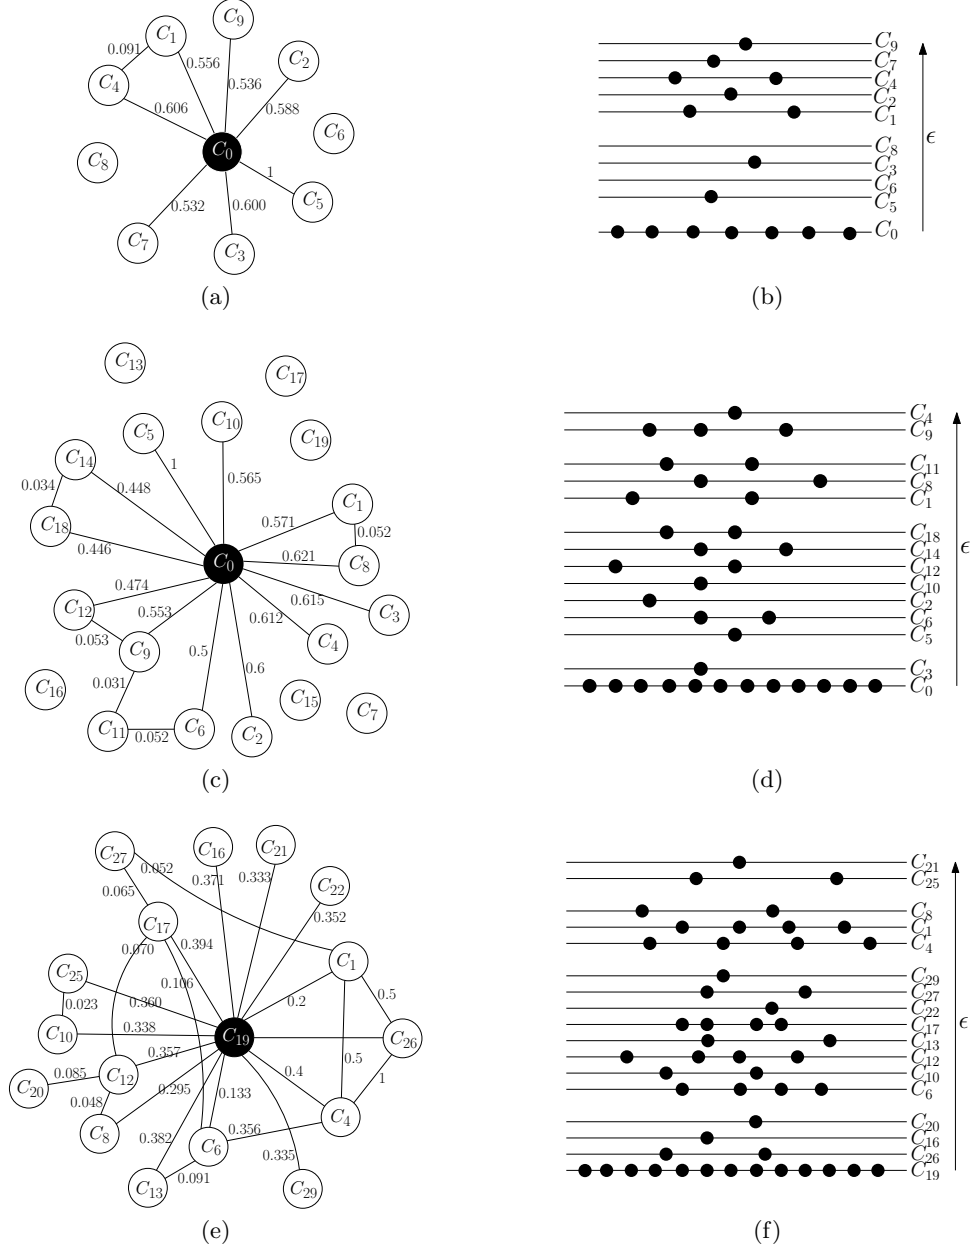 C9
C1
C2
0.091
0.556
C4
0.536
0.588
0.606
C6
C0
C8
1
0.532
0.600
C5
C7
C3
(a)
C9
C7
C4
C2
C1
C8
C3
C6
C5
C0
ϵ
(b)
C13
C17
C10
C5
C19
C14
1
0.565
0.034
0.448
C1
C18
0.571
0.052
0.446
C0
0.621
C8
0.474
0.615
C12
0.553
0.612
C3
0.053
C9
C4
0.5
0.6
C16
0.031
C15
C7
C11
C6
0.052
C2
(c)
C4
C9
C11
C8
C1
C18
C14
C12
C10
C2
C6
C5
C3
C0
ϵ
(d)
C27
C16
C21
0.052
0.371
0.333
C22
0.065
0.352
C17
0.070
0.394
C1
C25
0.106
0.023
0.360
0.2
0.5
C10
0.338
C19
C26
0.357
0.5
C12
0.085
0.4
1
C20
0.295
0.133
0.048
C4
C8
0.382
0.356
C6
0.335
0.091
C13
C29
(e)
C21
C25
C8
C1
C4
C29
C27
C22
C17
C13
C12
C10
C6
C20
C16
C26
C19
ϵ
(f)